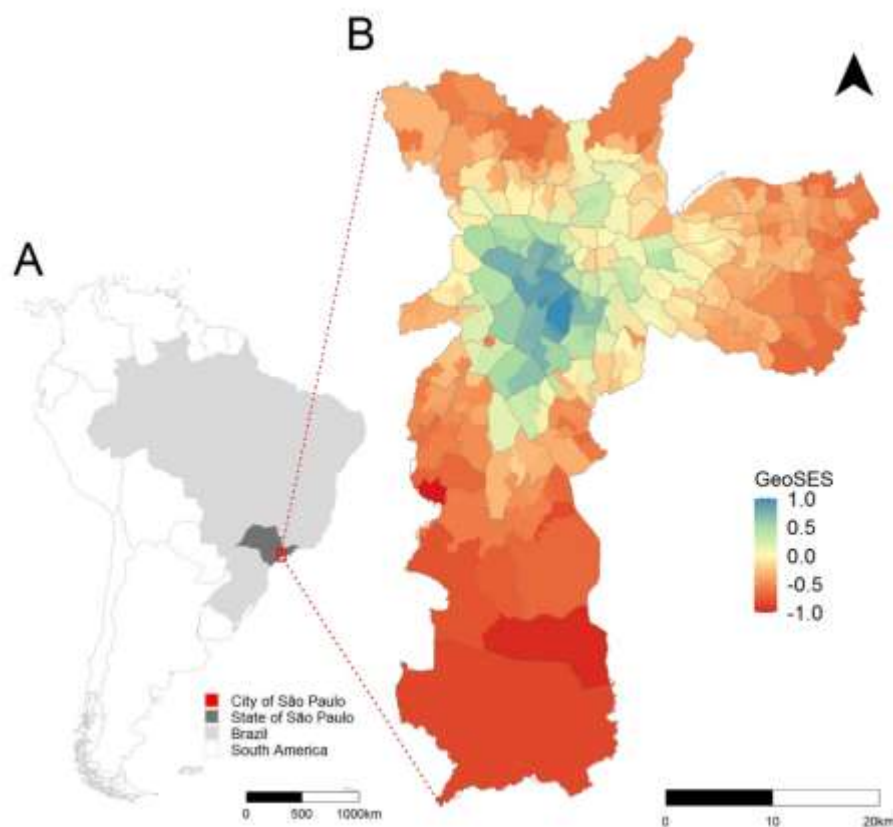 B
A
GeoSES
1.0
0.5
0.0
-0.5
-1.0
City of São Paulo
State of São Paulo
Brazil
South America
0 500 1000km
0 10 20km